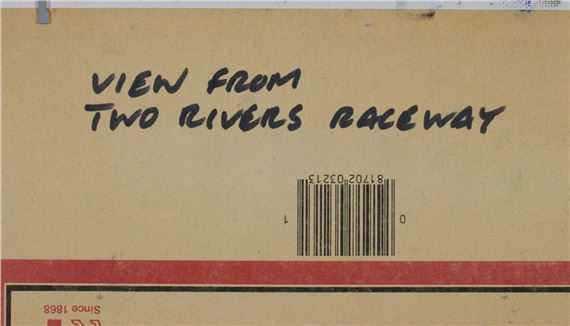 VIEW FROM
TWO RIVERS RACEWAY
0 81702 03213 1
Since 1868